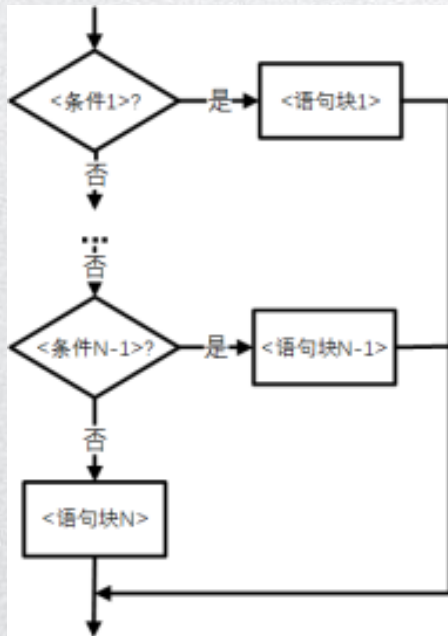 <条件1>?
是
<语句块1>
否
...
否
<条件N-1>?
是
<语句块N-1>
否
<语句块N>